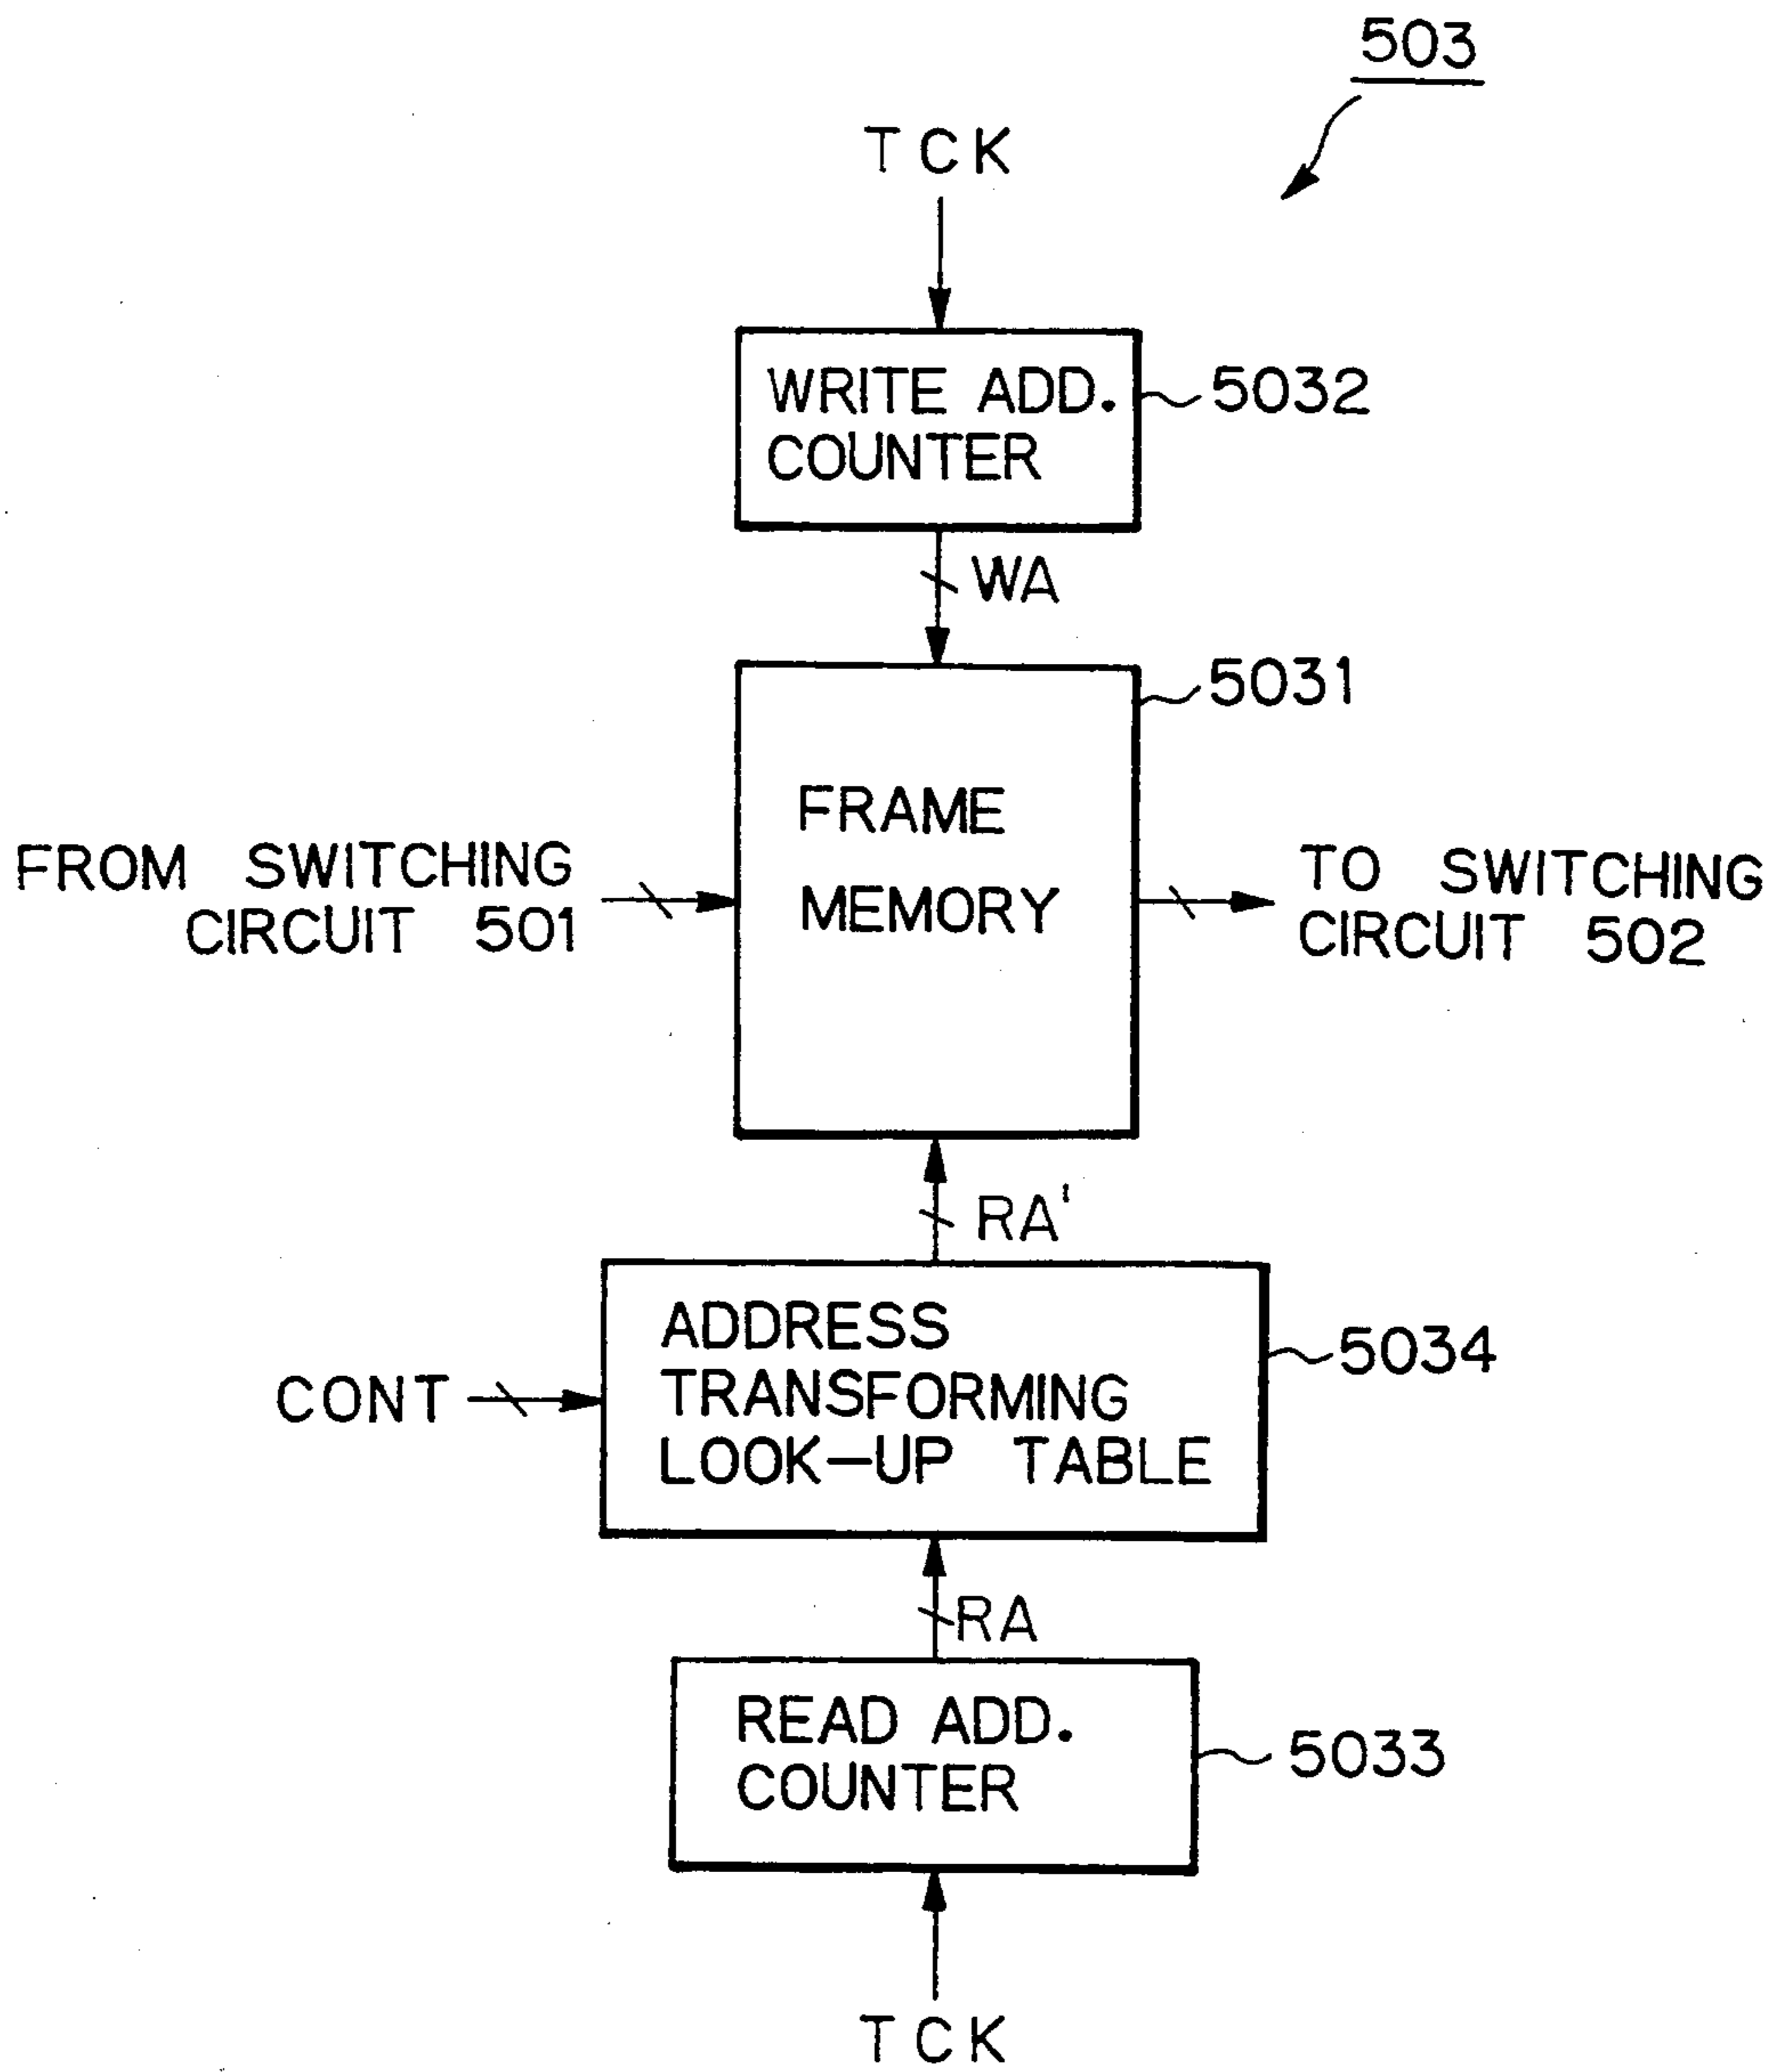 503
TCK
WRITE ADD.
COUNTER
5032
WA
5031
FRAME
MEMORY
FROM SWITCHING
CIRCUIT 501
TO SWITCHING
CIRCUIT 502
RA'
ADDRESS
TRANSFORMING
LOOK-UP TABLE
5034
CONT
RA
READ ADD.
COUNTER
5033
TCK